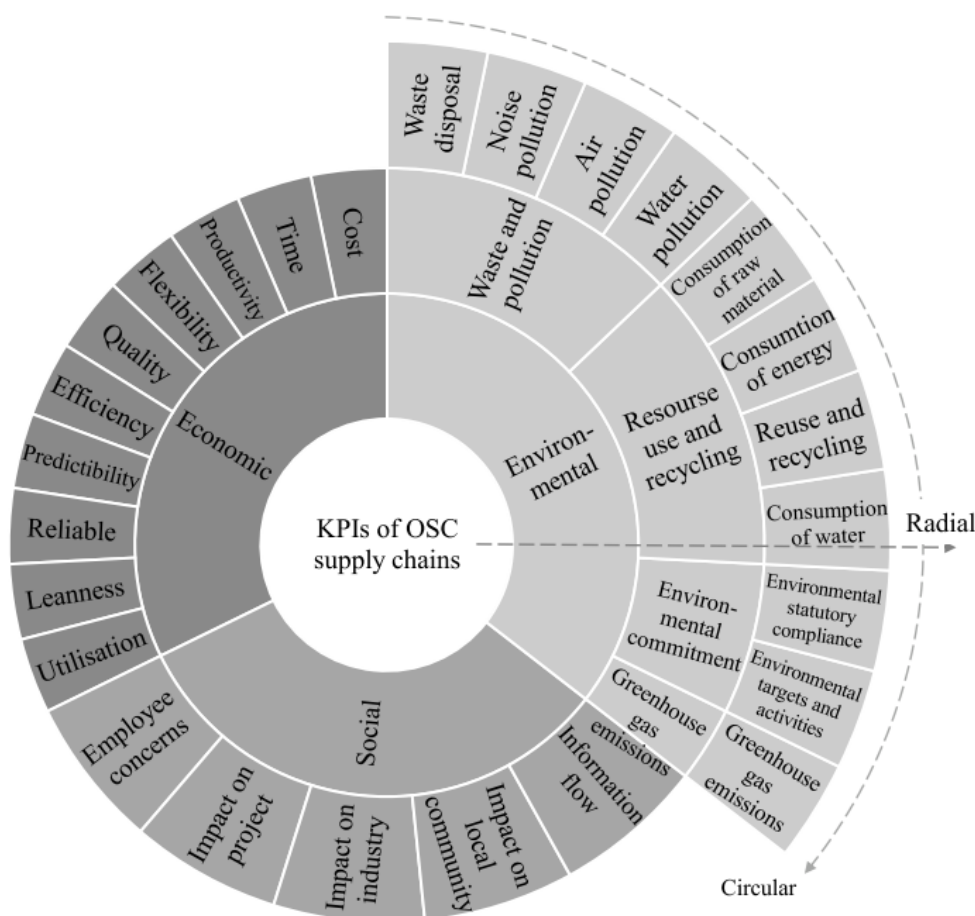 KPIs of OSC
supply chains
Environ-
mental
Social
Economic
Waste and
pollution
Resourse
use and
recycling
Environ-
mental
commitment
Greenhouse
gas
emissions
Waste
disposal
Noise
pollution
Air
pollution
Water
pollution
Consumption
of raw
material
Consumtion
of energy
Reuse and
recycling
Consumption
of water
Environmental
statutory
compliance
Environmental
targets and
activities
Greenhouse
gas
emissions
Information
flow
Impact on
local
community
Impact on
industry
Impact on
project
Employee
concerns
Utilisation
Leanness
Reliable
Predictibility
Efficiency
Quality
Flexibility
Productivity
Time
Cost
Radial
Circular